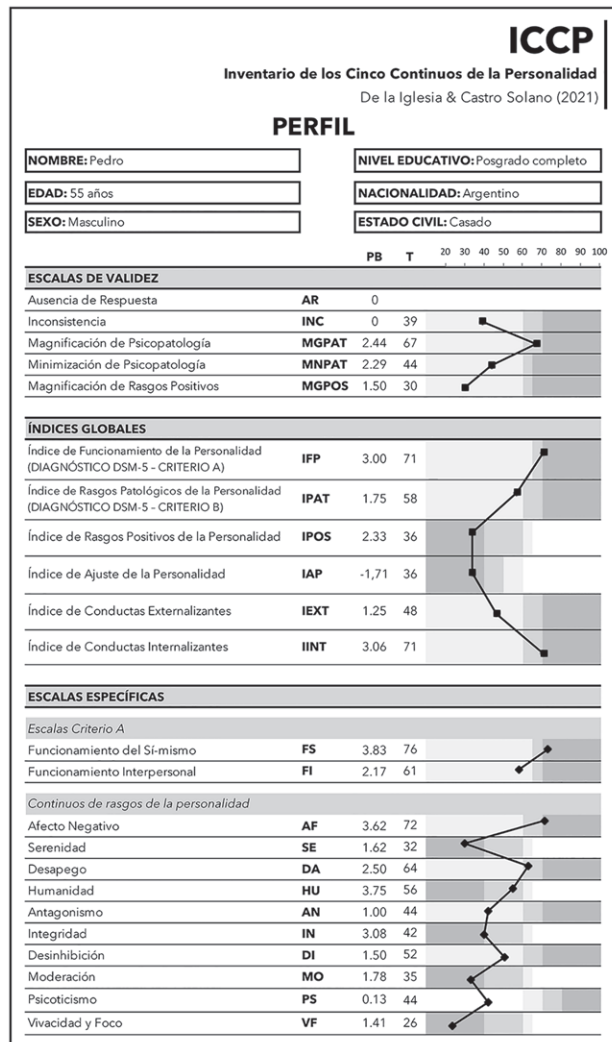 ICCP
Inventario de los Cinco Continuos de la Personalidad
De la Iglesia & Castro Solano (2021)
PERFIL
NOMBRE: Pedro NIVEL EDUCATIVO: Posgrado completo
EDAD: 55 años NACIONALIDAD: Argentino
SEXO: Masculino ESTADO CIVIL: Casado
PB T 20 30 40 50 60 70 80 90 100
ESCALAS DE VALIDEZ
Ausencia de Respuesta AR 0
Inconsistencia INC 0 39
Magnificación de Psicopatología MGPAT 2.44 67
Minimización de Psicopatología MNPAT 2.29 44
Magnificación de Rasgos Positivos MGPOS 1.50 30
ÍNDICES GLOBALES
Índice de Funcionamiento de la Personalidad
(DIAGNÓSTICO DSM-5 – CRITERIO A) IFP 3.00 71
Índice de Rasgos Patológicos de la Personalidad
(DIAGNÓSTICO DSM-5 – CRITERIO B) IPAT 1.75 58
Índice de Rasgos Positivos de la Personalidad IPOS 2.33 36
Índice de Ajuste de la Personalidad IAP -1,71 36
Índice de Conductas Externalizantes IEXT 1.25 48
Índice de Conductas Internalizantes IINT 3.06 71
ESCALAS ESPECÍFICAS
Escalas Criterio A
Funcionamiento del Sí-mismo FS 3.83 76
Funcionamiento Interpersonal FI 2.17 61
Continuos de rasgos de la personalidad
Afecto Negativo AF 3.62 72
Serenidad SE 1.62 32
Desapego DA 2.50 64
Humanidad HU 3.75 56
Antagonismo AN 1.00 44
Integridad IN 3.08 42
Desinhibición DI 1.50 52
Moderación MO 1.78 35
Psicoticismo PS 0.13 44
Vivacidad y Foco VF 1.41 26